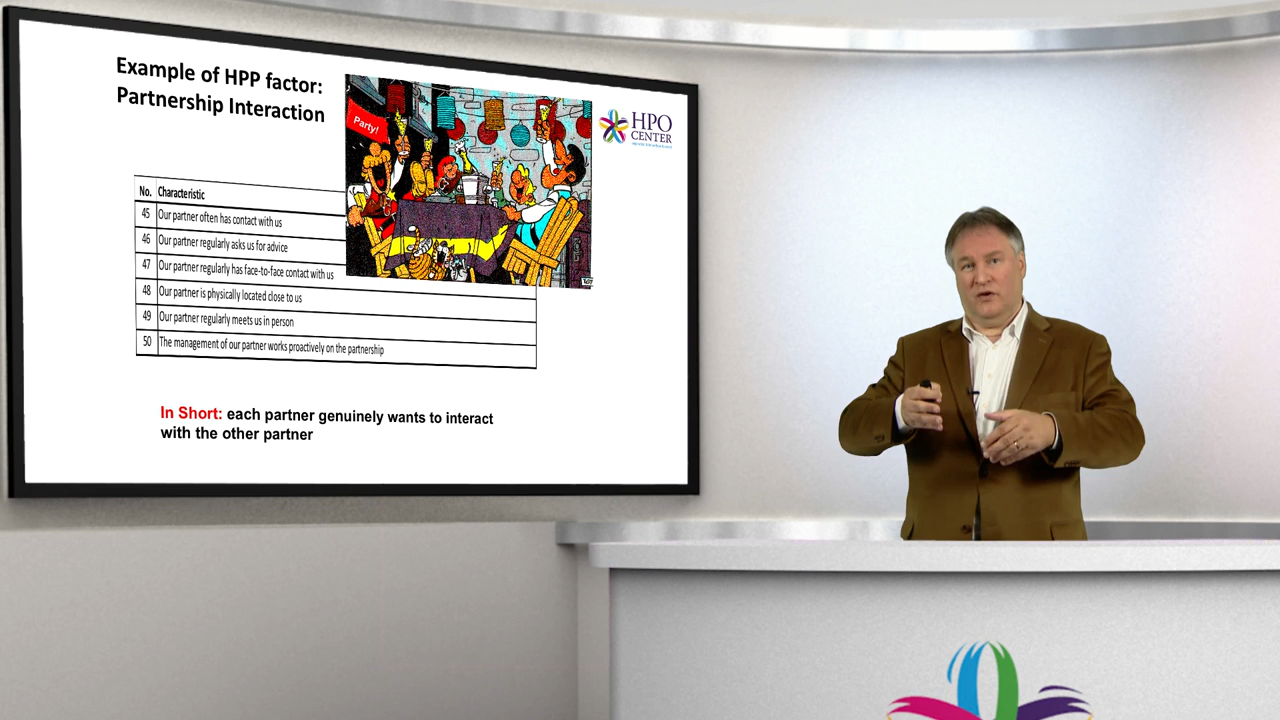 Example of HPP factor:
Partnership Interaction
Party!
HPO
CENTER
No. Characteristic
45 Our partner often has contact with us
46 Our partner regularly asks us for advice
47 Our partner regularly has face-to-face contact with us
48 Our partner is physically located close to us
49 Our partner regularly meets us in person
50 The management of our partner works proactively on the partnership
In Short: each partner genuinely wants to interact
with the other partner